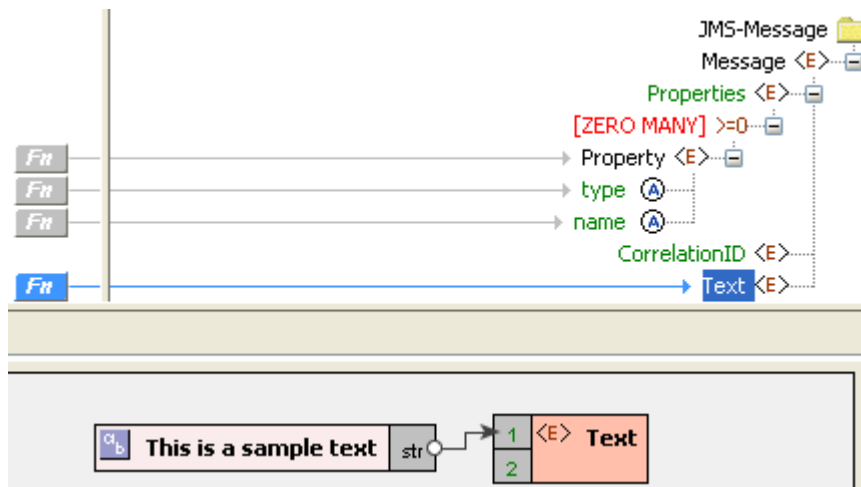 JMS-Message
Message <E>
Properties <E>
[ZERO MANY] >=0
Fn Property <E>
Fn type A
Fn name A
CorrelationID <E>
Fn Text <E>
ab This is a sample text str 1 <E> Text
2